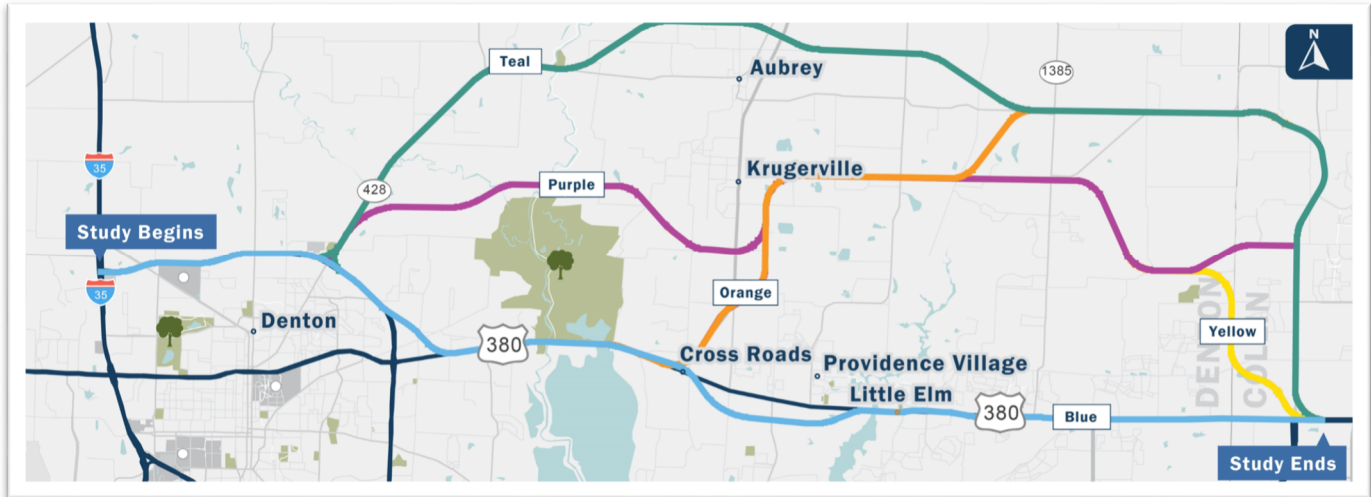 N
Teal
Aubrey
1385
35
Krugerville
428
Purple
Study Begins
35
Orange
Denton
Yellow
380
Cross Roads
Providence Village
Little Elm
DENTON
COLLIN
380
Blue
Study Ends